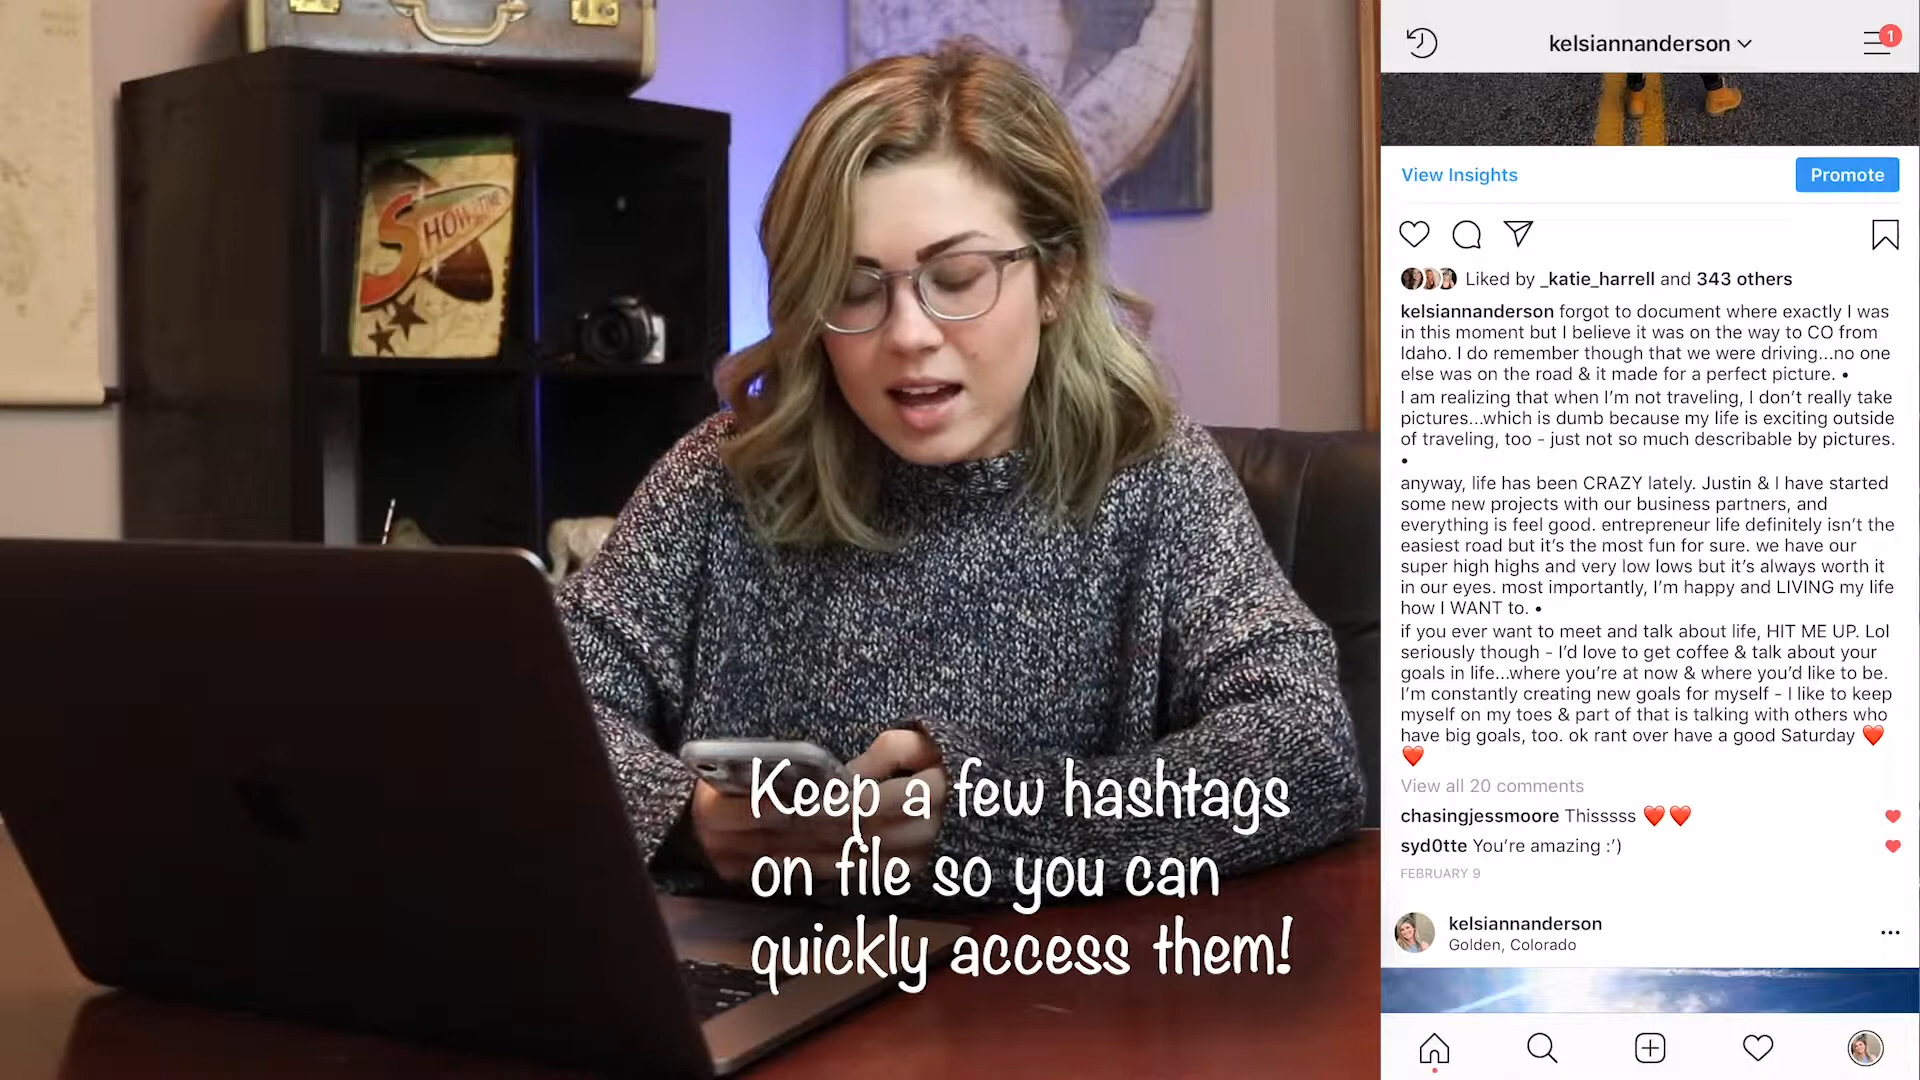 SHOWTIME
Keep a few hashtags
on file so you can
quickly access them!
kelsiannanderson
1
View Insights
Promote
Liked by _katie_harrell and 343 others
kelsiannanderson forgot to document where exactly I was
in this moment but I believe it was on the way to CO from
Idaho. I do remember though that we were driving...no one
else was on the road & it made for a perfect picture. •
I am realizing that when I’m not traveling, I don’t really take
pictures...which is dumb because my life is exciting outside
of traveling, too - just not so much describable by pictures.
•
anyway, life has been CRAZY lately. Justin & I have started
some new projects with our business partners, and
everything is feel good. entrepreneur life definitely isn’t the
easiest road but it’s the most fun for sure. we have our
super high highs and very low lows but it’s always worth it
in our eyes. most importantly, I’m happy and LIVING my life
how I WANT to. •
if you ever want to meet and talk about life, HIT ME UP. Lol
seriously though - I’d love to get coffee & talk about your
goals in life...where you’re at now & where you’d like to be.
I’m constantly creating new goals for myself - I like to keep
myself on my toes & part of that is talking with others who
have big goals, too. ok rant over have a good Saturday ❤️
❤️
View all 20 comments
chasingjessmoore Thisssss ❤️❤️
syd0tte You’re amazing :’)
FEBRUARY 9
kelsiannanderson
Golden, Colorado